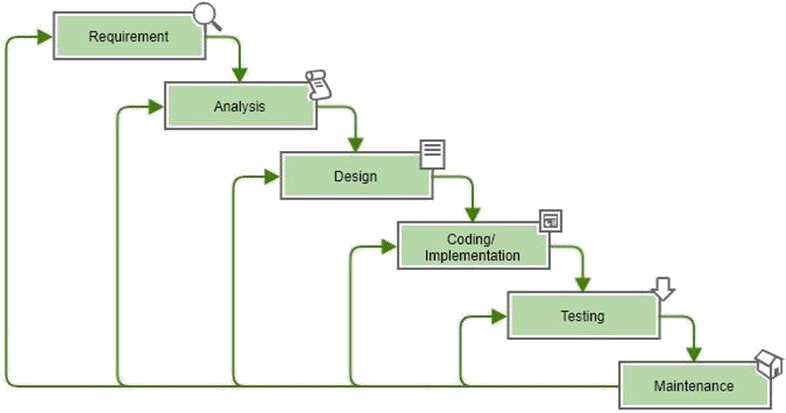 Requirement
Analysis
Design
Coding/
Implementation
Testing
Maintenance